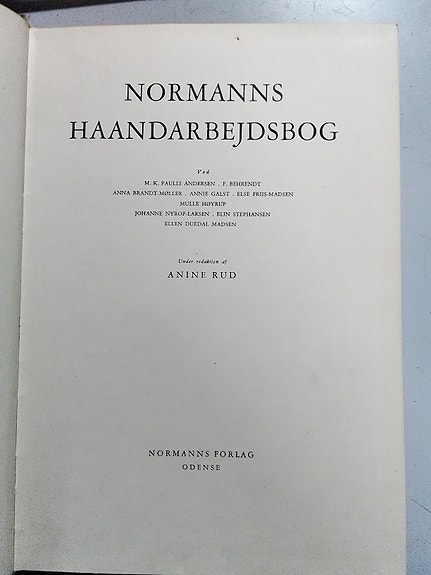 NORMANNS
HAANDARBEJDSBOG
Ved
M. K. PAULLI ANDERSEN . F. BEHRENDT
ANNA BRANDT-MØLLER . ANNIE GALST . ELSE FRIIS-MADSEN
MULLE HØYRUP
JOHANNE NYROP-LARSEN . ELIN STEPHANSEN
ELLEN DUEDAL MADSEN
Under redaktion af
ANINE RUD
NORMANNS FORLAG
ODENSE